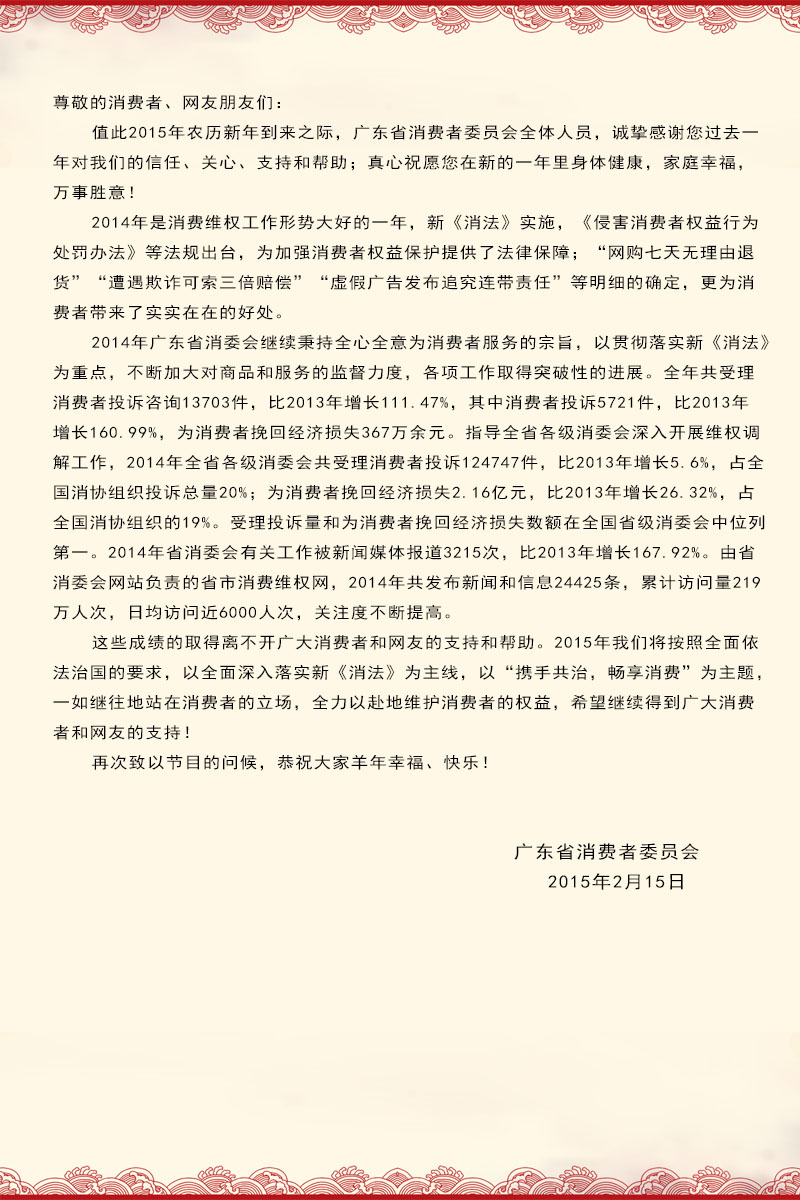 尊敬的消费者、网友朋友们：
值此2015年农历新年到来之际，广东省消费者委员会全体人员，诚挚感谢您过去一
年对我们的信任、关心、支持和帮助；真心祝愿您在新的一年里身体健康，家庭幸福，
万事胜意！
2014年是消费维权工作形势大好的一年，新《消法》实施，《侵害消费者权益行为
处罚办法》等法规出台，为加强消费者权益保护提供了法律保障；“网购七天无理由退
货”“遭遇欺诈可索三倍赔偿”“虚假广告发布追究连带责任”等明细的确定，更为消
费者带来了实实在在的好处。
2014年广东省消委会继续秉持全心全意为消费者服务的宗旨，以贯彻落实新《消法》
为重点，不断加大对商品和服务的监督力度，各项工作取得突破性的进展。全年共受理
消费者投诉咨询13703件，比2013年增长111.47%，其中消费者投诉5721件，比2013年
增长160.99%，为消费者挽回经济损失367万余元。指导全省各级消委会深入开展维权调
解工作，2014年全省各级消委会共受理消费者投诉124747件，比2013年增长5.6%，占全
国消协组织投诉总量20%；为消费者挽回经济损失2.16亿元，比2013年增长26.32%，占
全国消协组织的19%。受理投诉量和为消费者挽回经济损失数额在全国省级消委会中位列
第一。2014年省消委会有关工作被新闻媒体报道3215次，比2013年增长167.92%。由省
消委会网站负责的省市消费维权网，2014年共发布新闻和信息24425条，累计访问量219
万人次，日均访问近6000人次，关注度不断提高。
这些成绩的取得离不开广大消费者和网友的支持和帮助。2015年我们将按照全面依
法治国的要求，以全面深入落实新《消法》为主线，以“携手共治，畅享消费”为主题，
一如继往地站在消费者的立场，全力以赴地维护消费者的权益，希望继续得到广大消费
者和网友的支持！
再次致以节目的问候，恭祝大家羊年幸福、快乐！
广东省消费者委员会
2015年2月15日